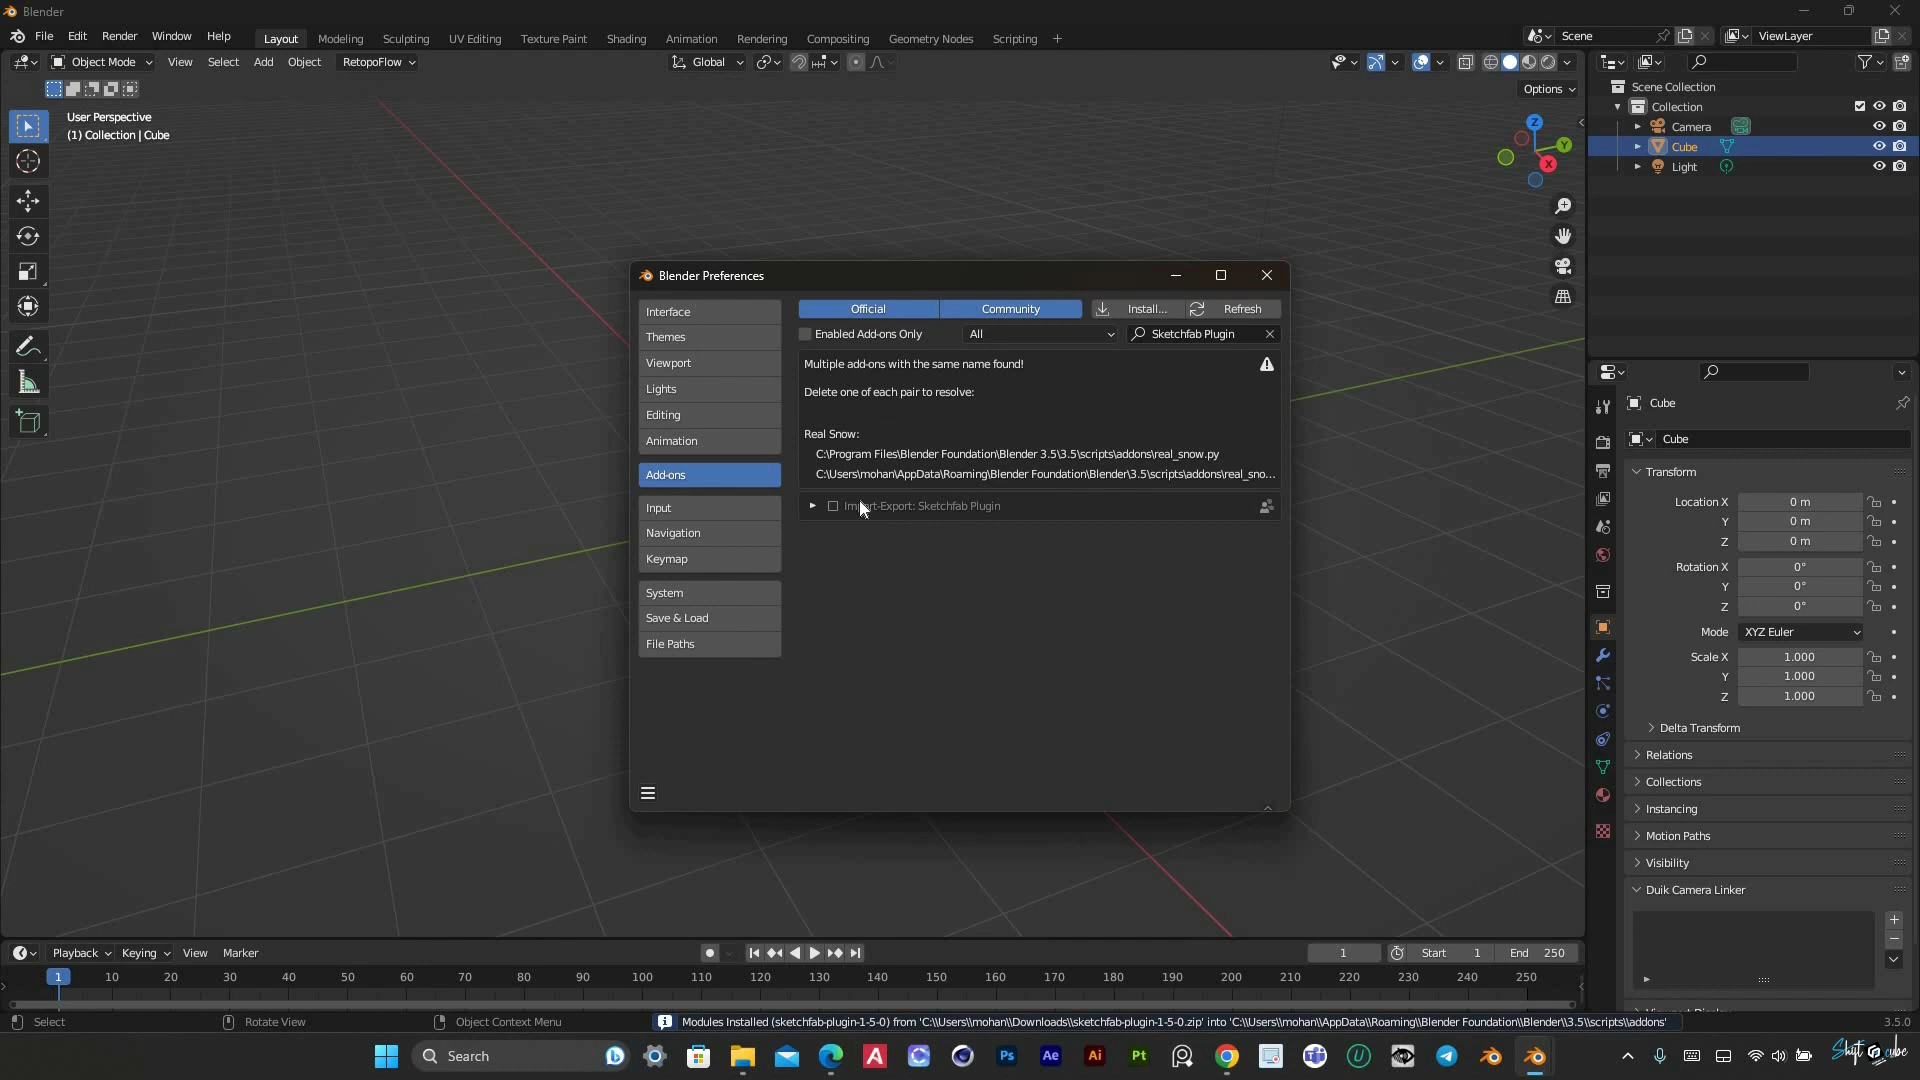 Blender
File Edit Render Window Help
Layout Modeling Sculpting UV Editing Texture Paint Shading Animation Rendering Compositing Geometry Nodes Scripting +
Scene
ViewLayer
Object Mode View Select Add Object RetopoFlow
Global
Options
User Perspective
(1) Collection | Cube
Z
Y
X
Scene Collection
Collection
Camera
Cube
Light
Blender Preferences
Interface
Themes
Viewport
Lights
Editing
Animation
Add-ons
Input
Navigation
Keymap
System
Save & Load
File Paths
Official Community Install... Refresh
Enabled Add-ons Only All Sketchfab Plugin
Multiple add-ons with the same name found!
Delete one of each pair to resolve:
Real Snow:
C:\Program Files\Blender Foundation\Blender 3.5\3.5\scripts\addons\real_snow.py
C:\Users\mohan\AppData\Roaming\Blender Foundation\Blender\3.5\scripts\addons\real_sno...
Import-Export: Sketchfab Plugin
Cube
Cube
Transform
Location X 0 m
Y 0 m
Z 0 m
Rotation X 0°
Y 0°
Z 0°
Mode XYZ Euler
Scale X 1.000
Y 1.000
Z 1.000
Delta Transform
Relations
Collections
Instancing
Motion Paths
Visibility
Duik Camera Linker
Playback Keying View Marker
1 Start 1 End 250
1 10 20 30 40 50 60 70 80 90 100 110 120 130 140 150 160 170 180 190 200 210 220 230 240 250
Select Rotate View Object Context Menu
Modules Installed (sketchfab-plugin-1-5-0) from 'C:\\Users\\mohan\\Downloads\\sketchfab-plugin-1-5-0.zip' into 'C:\\Users\\mohan\\AppData\\Roaming\\Blender Foundation\\Blender\\3.5\\scripts\\addons'
3.5.0
Search
Ps Ae Ai Pt